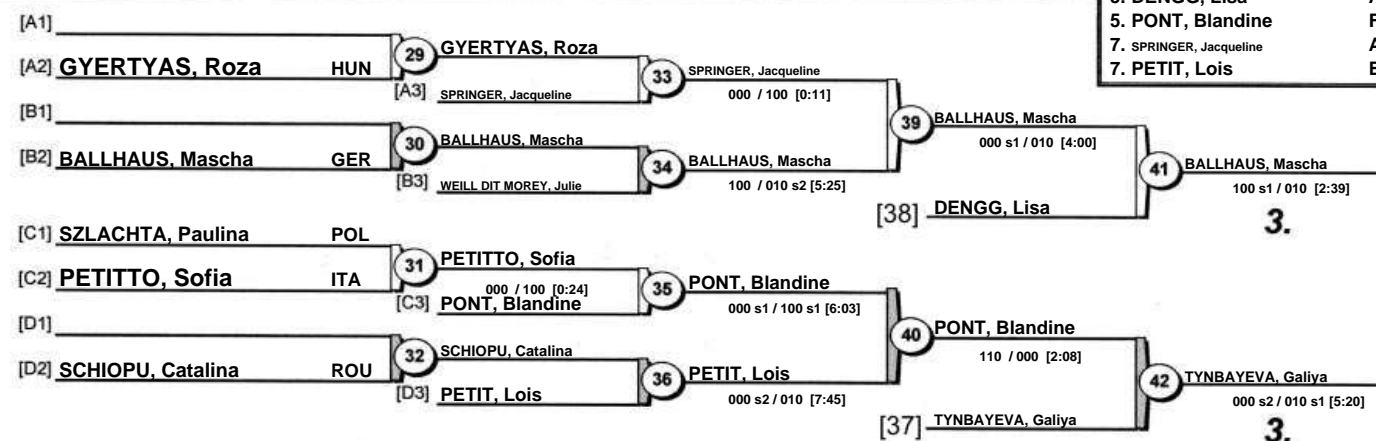 5. DENGG, Lisa A
5. PONT, Blandine F
7. SPRINGER, Jacqueline A
7. PETIT, Lois B
[A1]
[A2] GYERTYAS, Roza HUN
29
GYERTYAS, Roza
[A3] SPRINGER, Jacqueline
33
SPRINGER, Jacqueline
000 / 100 [0:11]
[B1]
[B2] BALLHAUS, Mascha GER
30
BALLHAUS, Mascha
[B3] WEILL DIT MOREY, Julie
34
BALLHAUS, Mascha
100 / 010 s2 [5:25]
39
BALLHAUS, Mascha
000 s1 / 010 [4:00]
[38] DENGG, Lisa
41
BALLHAUS, Mascha
100 s1 / 010 [2:39]
3.
[C1] SZLACHTA, Paulina POL
[C2] PETITTO, Sofia ITA
31
PETITTO, Sofia
000 / 100 [0:24]
[C3] PONT, Blandine
35
PONT, Blandine
000 s1 / 100 s1 [6:03]
[D1]
[D2] SCHIOPU, Catalina ROU
32
SCHIOPU, Catalina
[D3] PETIT, Lois
36
PETIT, Lois
000 s2 / 010 [7:45]
40
PONT, Blandine
110 / 000 [2:08]
[37] TYNBAYEVA, Galiya
42
TYNBAYEVA, Galiya
000 s2 / 010 s1 [5:20]
3.